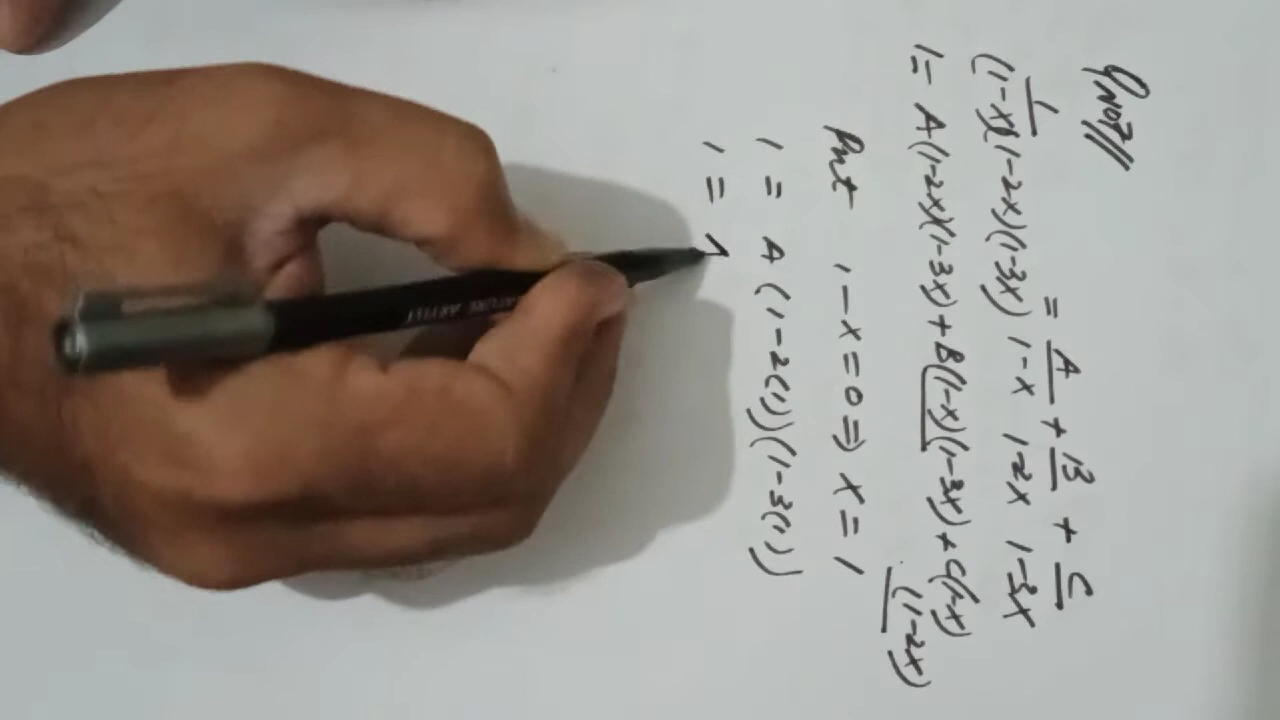 QNo7//
1/((1-x)(1-2x)(1-3x)) = A/(1-x) + B/(1-2x) + C/(1-3x)
1= A(1-2x)(1-3x)+B(1-x)(1-3x)+C(1-x)
(1-2x)
Put 1-x=0⇒ x=1
1 = A (1-2(1))(1-3(1))
1 =